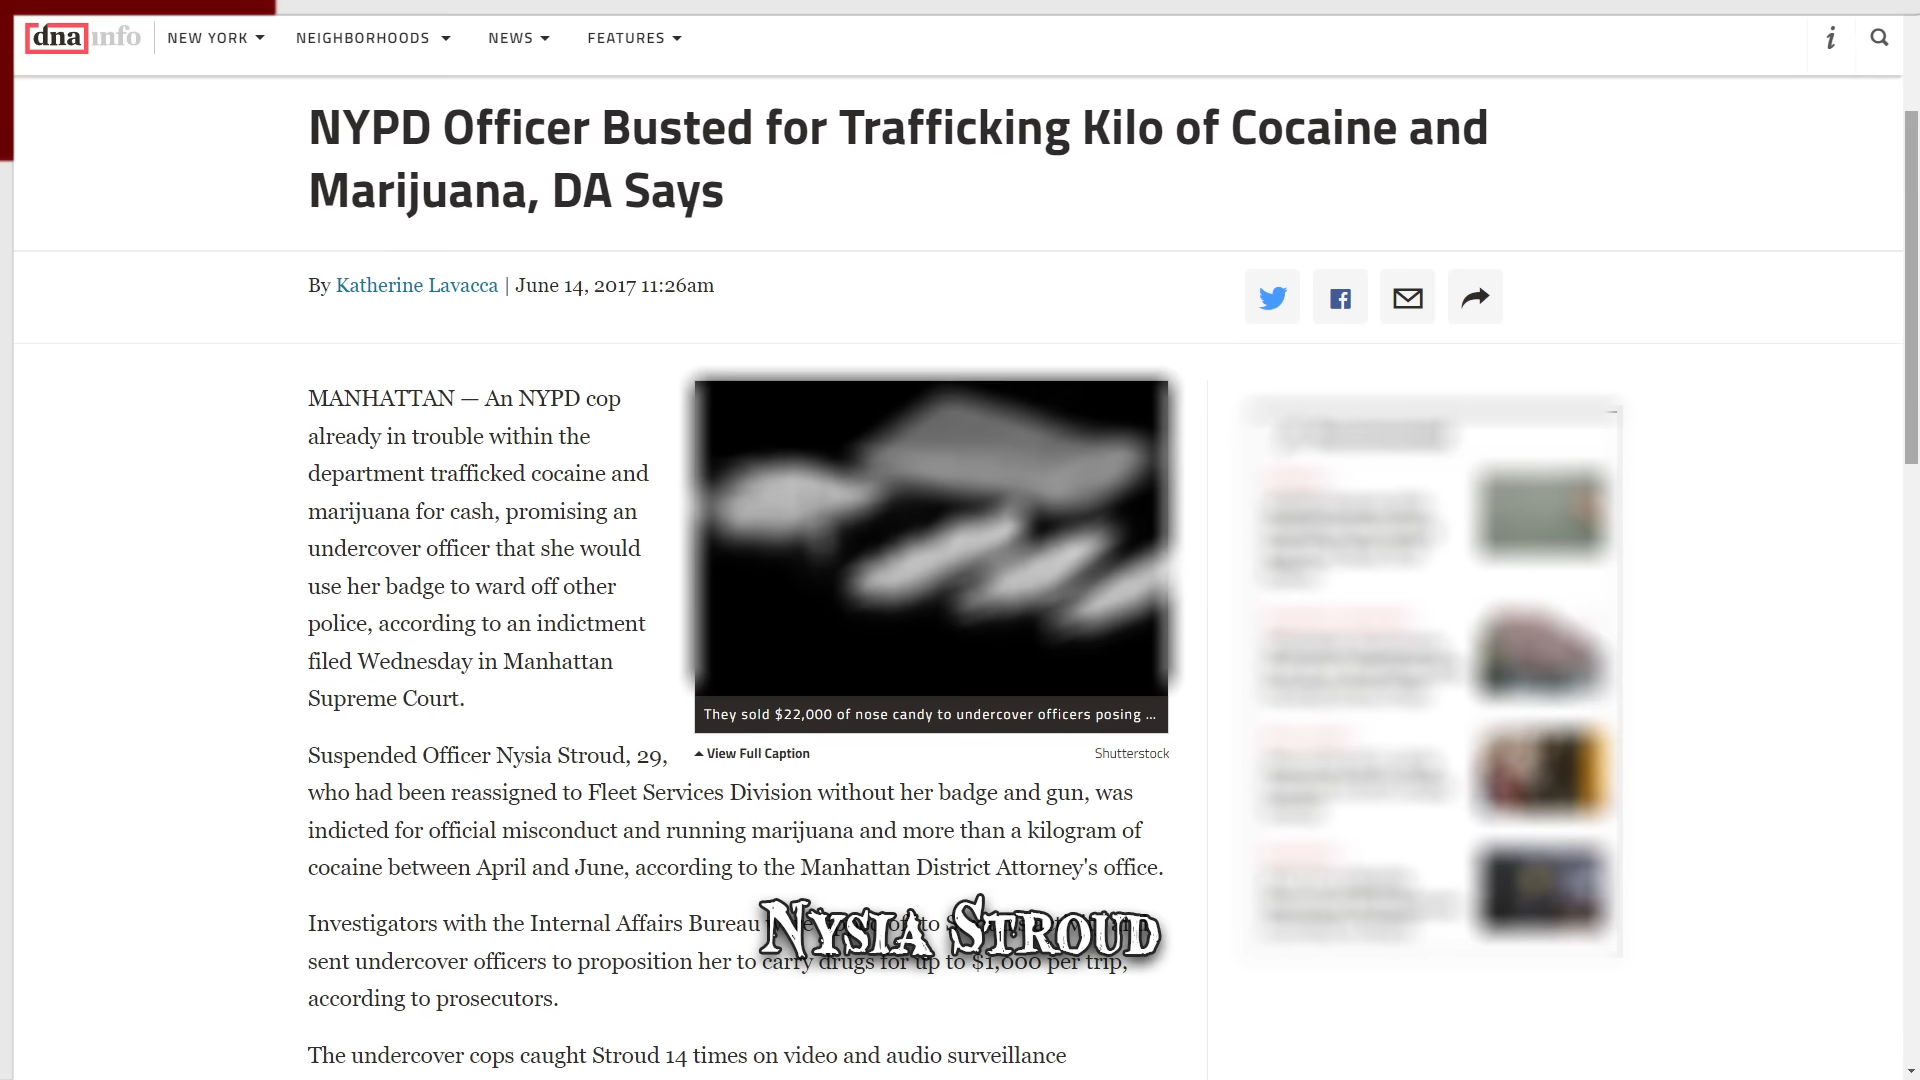 dnainfo
NEW YORK
NEIGHBORHOODS
NEWS
FEATURES
i
NYPD Officer Busted for Trafficking Kilo of Cocaine and
Marijuana, DA Says
By Katherine Lavacca | June 14, 2017 11:26am
MANHATTAN — An NYPD cop
already in trouble within the
department trafficked cocaine and
marijuana for cash, promising an
undercover officer that she would
use her badge to ward off other
police, according to an indictment
filed Wednesday in Manhattan
Supreme Court.
They sold $22,000 of nose candy to undercover officers posing ...
View Full Caption
Shutterstock
Suspended Officer Nysia Stroud, 29,
who had been reassigned to Fleet Services Division without her badge and gun, was
indicted for official misconduct and running marijuana and more than a kilogram of
cocaine between April and June, according to the Manhattan District Attorney's office.
Investigators with the Internal Affairs Bureau to
Nysia Stroud
sent undercover officers to proposition her to carry drugs for up to $1,000 per trip,
according to prosecutors.
The undercover cops caught Stroud 14 times on video and audio surveillance